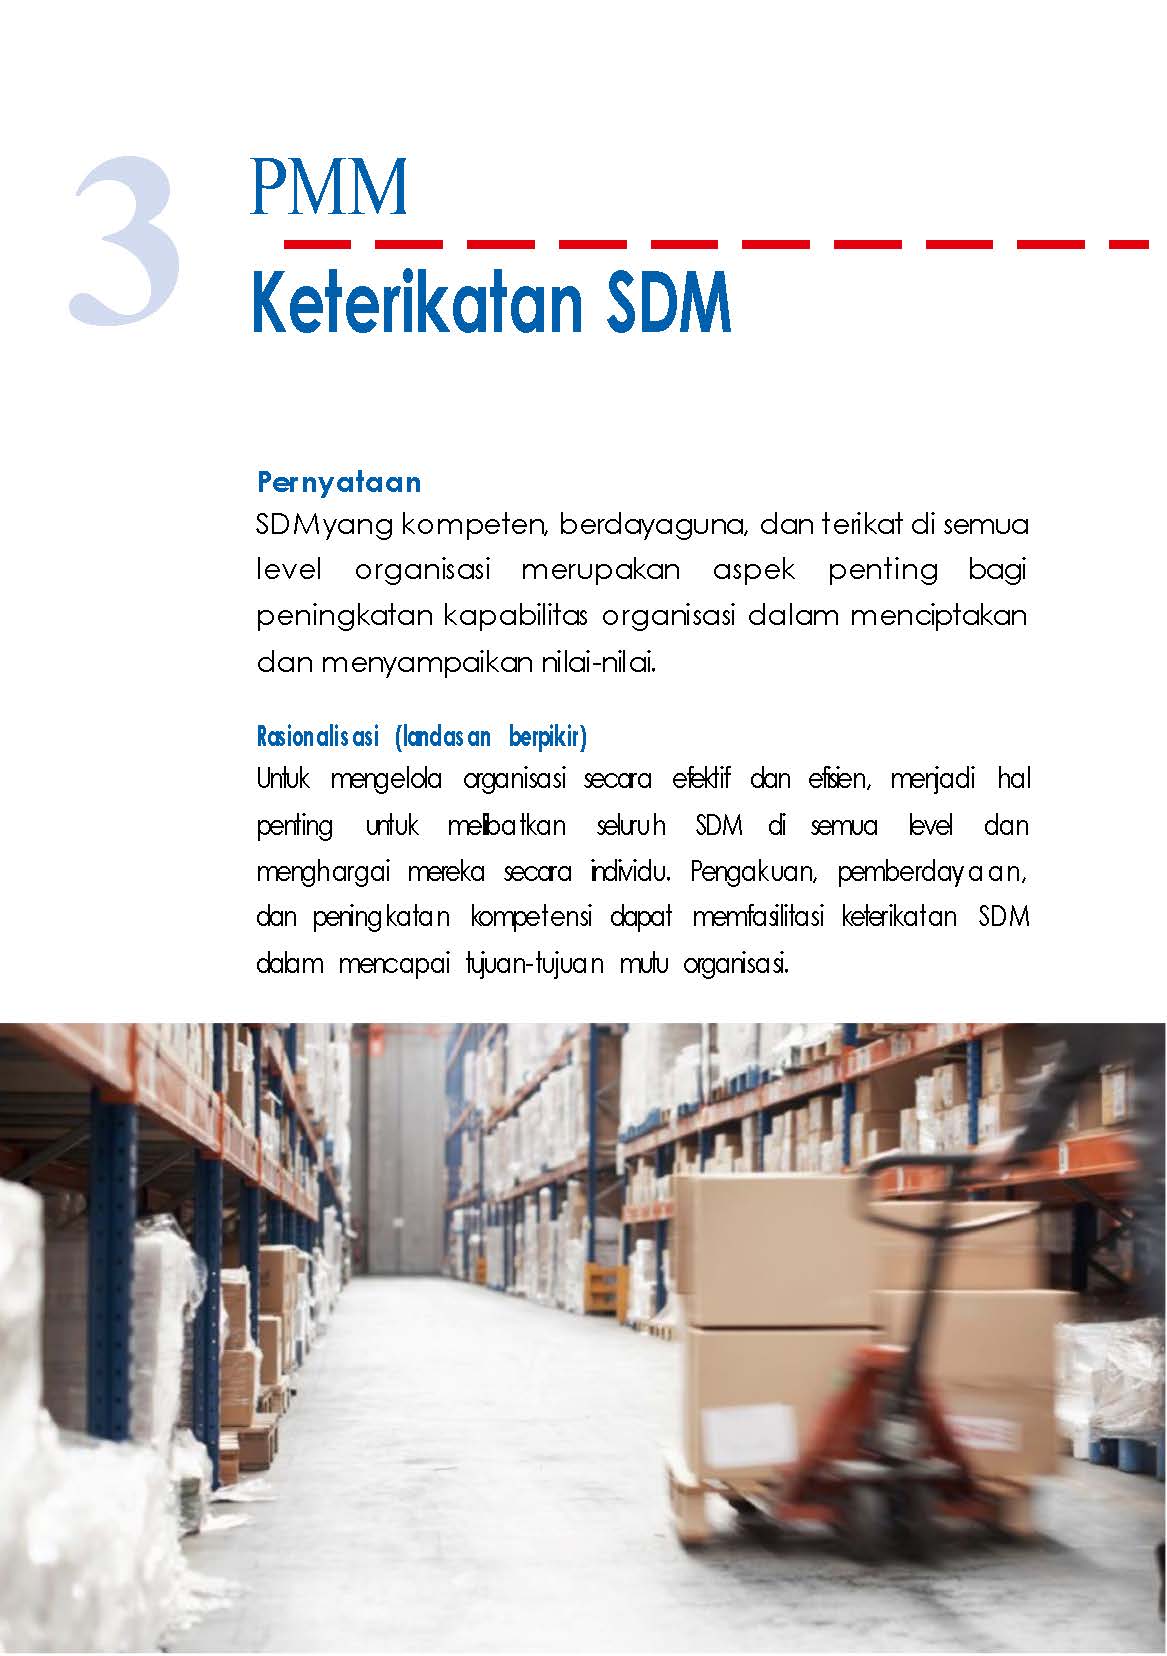 3
PMM
Keterikatan SDM
Pernyataan
SDM yang kompeten, berdayaguna, dan terikat di semua
level organisasi merupakan aspek penting bagi
peningkatan kapabilitas organisasi dalam menciptakan
dan menyampaikan nilai-nilai.
Rasionalisasi (landasan berpikir)
Untuk mengelola organisasi secara efektif dan efisien, menjadi hal
penting untuk melibatkan seluruh SDM di semua level dan
menghargai mereka secara individu. Pengakuan, pemberdayaan,
dan peningkatan kompetensi dapat memfasilitasi keterikatan SDM
dalam mencapai tujuan-tujuan mutu organisasi.